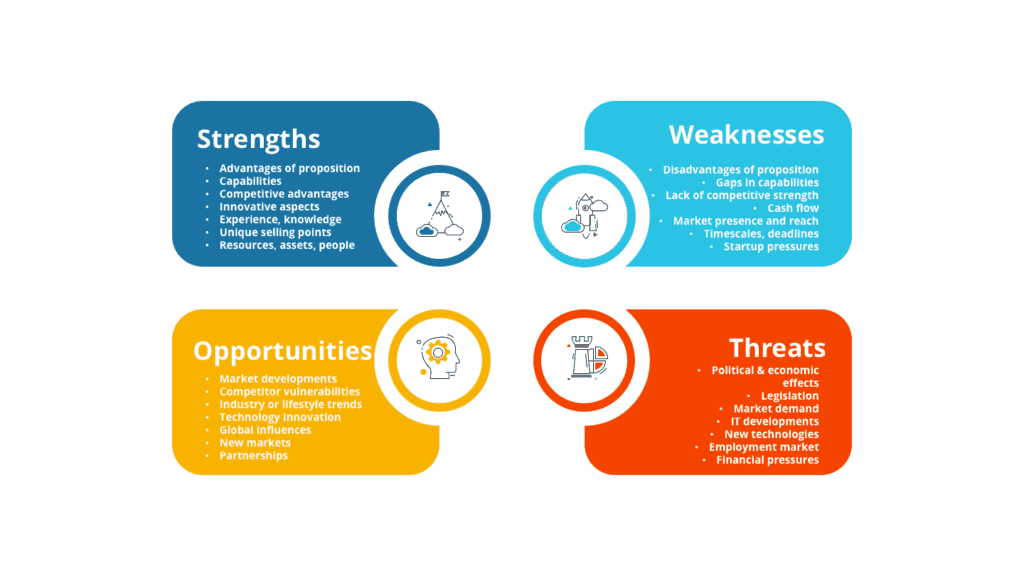 Strengths
• Advantages of proposition
• Capabilities
• Competitive advantages
• Innovative aspects
• Experience, knowledge
• Unique selling points
• Resources, assets, people
Weaknesses
• Disadvantages of proposition
• Gaps in capabilities
• Lack of competitive strength
• Cash flow
• Market presence and reach
• Timescales, deadlines
• Startup pressures
Opportunities
• Market developments
• Competitor vulnerabilities
• Industry or lifestyle trends
• Technology innovation
• Global influences
• New markets
• Partnerships
Threats
• Political & economic
effects
• Legislation
• Market demand
• IT developments
• New technologies
• Employment market
• Financial pressures